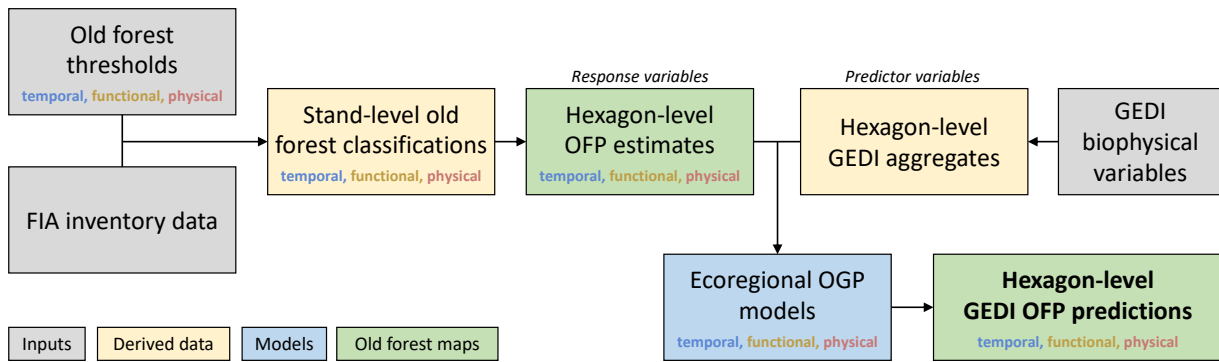 Old forest
thresholds
temporal, functional, physical
FIA inventory data
Stand-level old
forest classifications
temporal, functional, physical
Response variables
Hexagon-level
OFP estimates
temporal, functional, physical
Predictor variables
Hexagon-level
GEDI aggregates
GEDI
biophysical
variables
Ecoregional OGP
models
temporal, functional, physical
Hexagon-level
GEDI OFP predictions
temporal, functional, physical
Inputs
Derived data
Models
Old forest maps